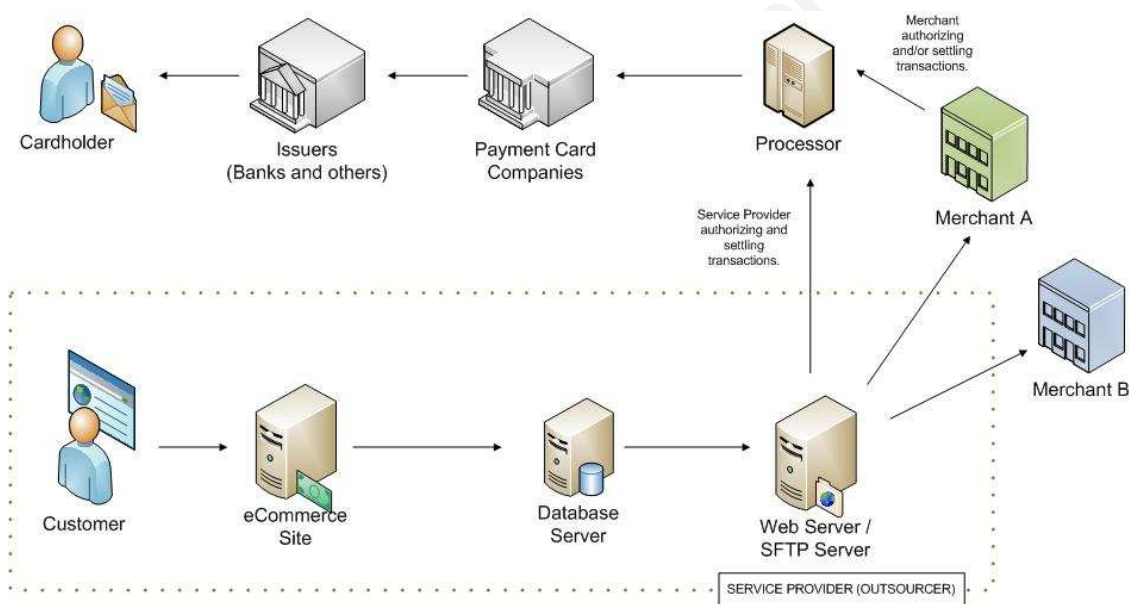 Merchant
authorizing
and/or settling
transactions.
Cardholder
Issuers
(Banks and others)
Payment Card
Companies
Processor
Merchant A
Service Provider
authorizing and
settling
transactions.
Merchant B
Customer
eCommerce
Site
Database
Server
Web Server /
SFTP Server
SERVICE PROVIDER (OUTSOURCER)